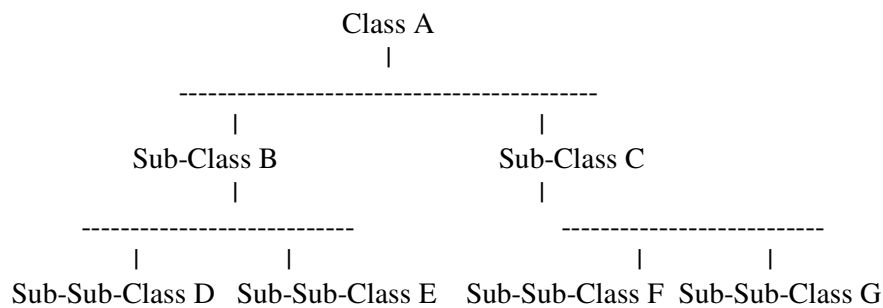 Class A
|
-------------------------------------------
| |
Sub-Class B Sub-Class C
| |
---------------------------- ---------------------------
| | | |
Sub-Sub-Class D Sub-Sub-Class E Sub-Sub-Class F Sub-Sub-Class G